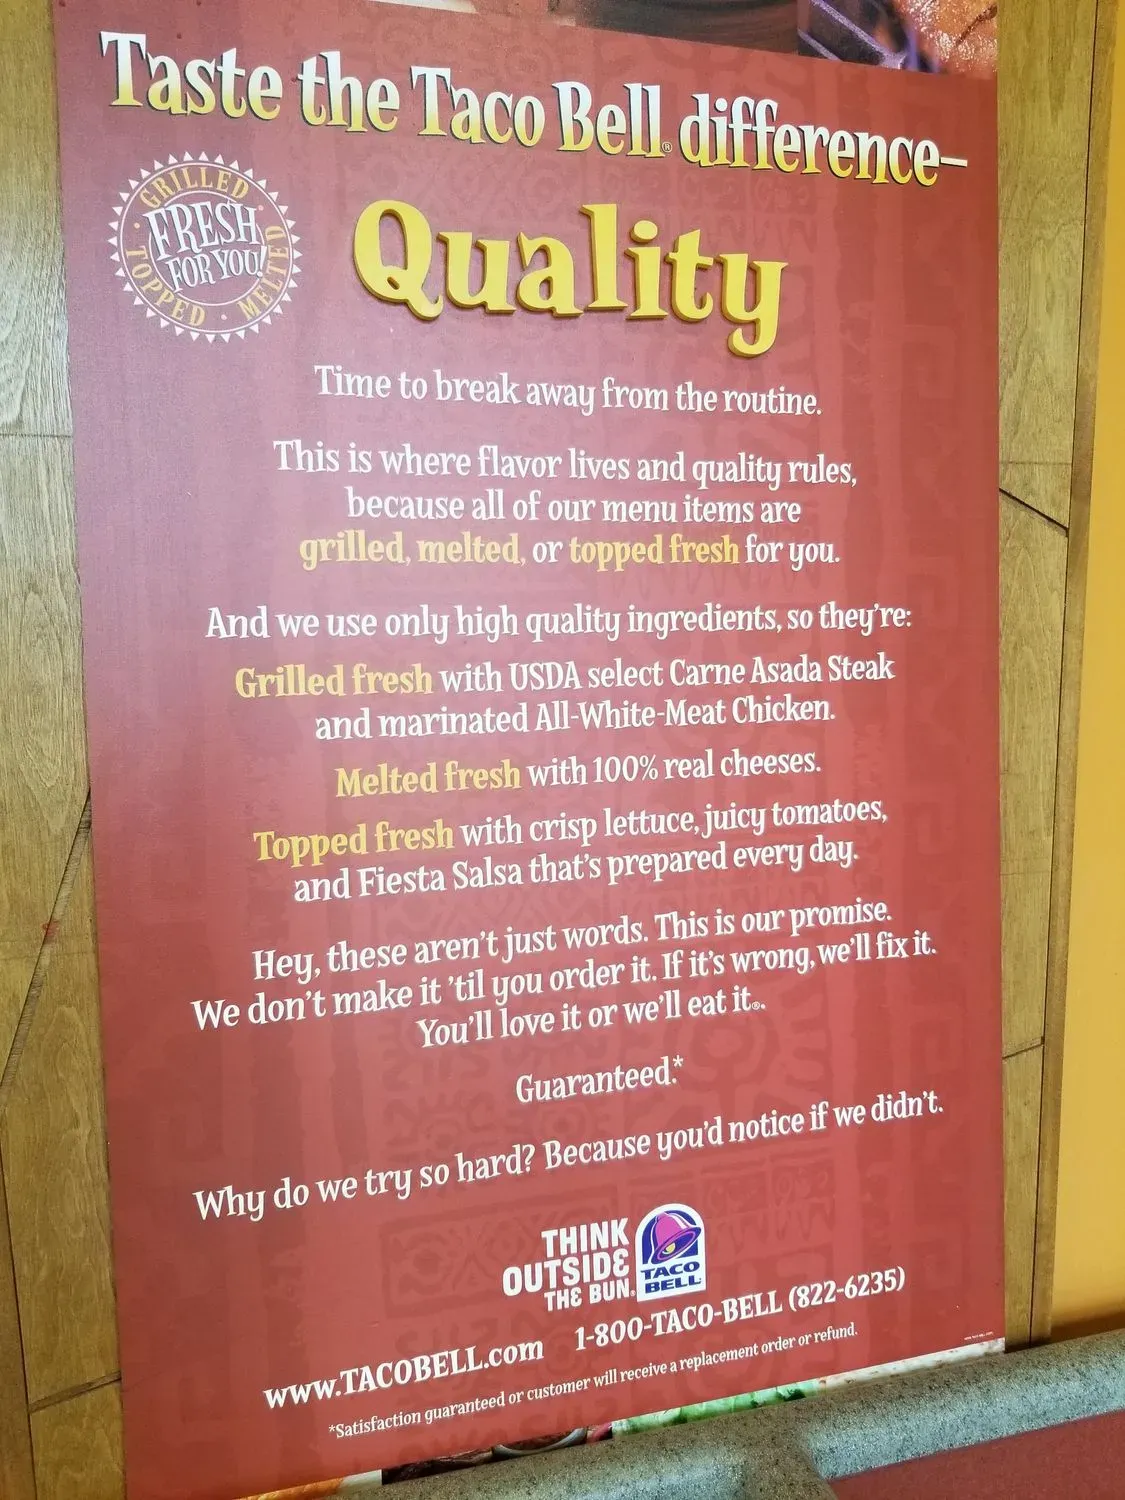 Taste the Taco Bell® difference–
GRILLED · MELTED · TOPPED ·
FRESH
FOR YOU!
Quality
Time to break away from the routine.
This is where flavor lives and quality rules,
because all of our menu items are
grilled, melted, or topped fresh for you.
And we use only high quality ingredients, so they're:
Grilled fresh with USDA select Carne Asada Steak
and marinated All-White-Meat Chicken.
Melted fresh with 100% real cheeses.
Topped fresh with crisp lettuce, juicy tomatoes,
and Fiesta Salsa that's prepared every day.
Hey, these aren't just words. This is our promise.
We don't make it 'til you order it. If it's wrong, we'll fix it.
You'll love it or we'll eat it®.
Guaranteed.*
Why do we try so hard? Because you'd notice if we didn't.
THINK
OUTSIDE
THE BUN.®
TACO
BELL
www.TACOBELL.com 1-800-TACO-BELL (822-6235)
*Satisfaction guaranteed or customer will receive a replacement order or refund.